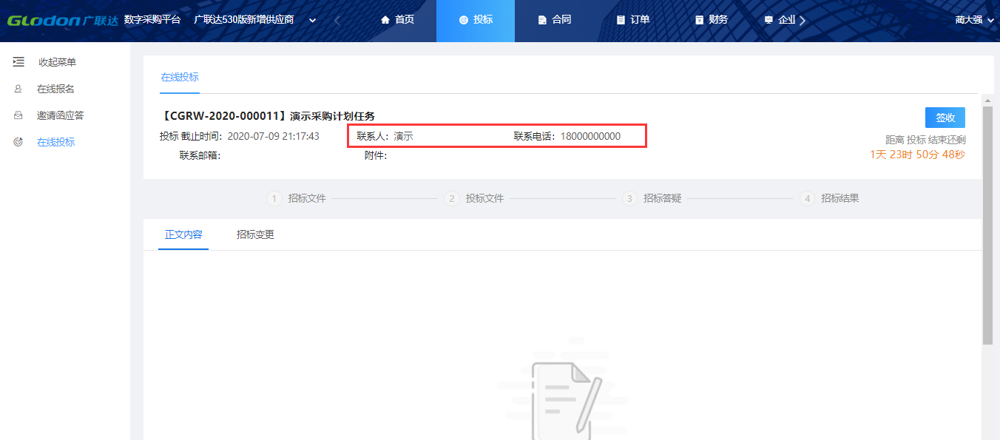 GLodon广联达 数字采购平台 广联达530版新增供应商 首页 投标 合同 订单 财务 企业 蔺大强
收起菜单
在线报名
邀请函应答
在线投标
在线投标
【CGRW-2020-000011】演示采购计划任务
签收
投标 截止时间：2020-07-09 21:17:43 联系人：演示 联系电话：18000000000
联系邮箱： 附件：
距离 投标 结束还剩
1天 23时 50分 48秒
1 招标文件 2 投标文件 3 招标答疑 4 招标结果
正文内容 招标变更